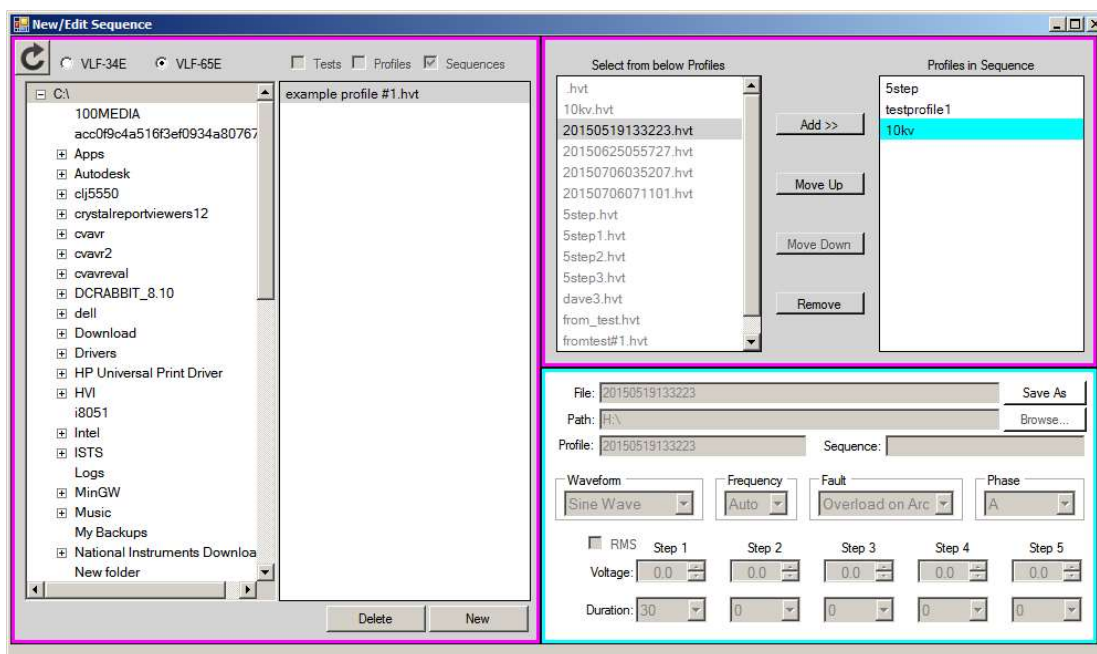 New/Edit Sequence
VLF-34E VLF-65E Tests Profiles Sequences
C:\
100MEDIA
acc0f9c4a516f3ef0934a80767
Apps
Autodesk
clj5550
crystalreportviewers12
cvavr
cvavr2
cvavreval
DCRABBIT_8.10
dell
Download
Drivers
HP Universal Print Driver
HVI
i8051
Intel
ISTS
Logs
MinGW
Music
My Backups
National Instruments Downloa
New folder
example profile #1.hvt
Delete New
Select from below Profiles
.hvt
10kv.hvt
20150519133223.hvt
20150625055727.hvt
20150706035207.hvt
20150706071101.hvt
5step.hvt
5step1.hvt
5step2.hvt
5step3.hvt
dave3.hvt
from_test.hvt
fromtest#1.hvt
Add >>
Move Up
Move Down
Remove
Profiles in Sequence
5step
testprofile1
10kv
File: 20150519133223 Save As
Path: H:\ Browse...
Profile: 20150519133223 Sequence:
Waveform Frequency Fault Phase
Sine Wave Auto Overload on Arc A
RMS Step 1 Step 2 Step 3 Step 4 Step 5
Voltage: 0.0 0.0 0.0 0.0 0.0
Duration: 30 0 0 0 0